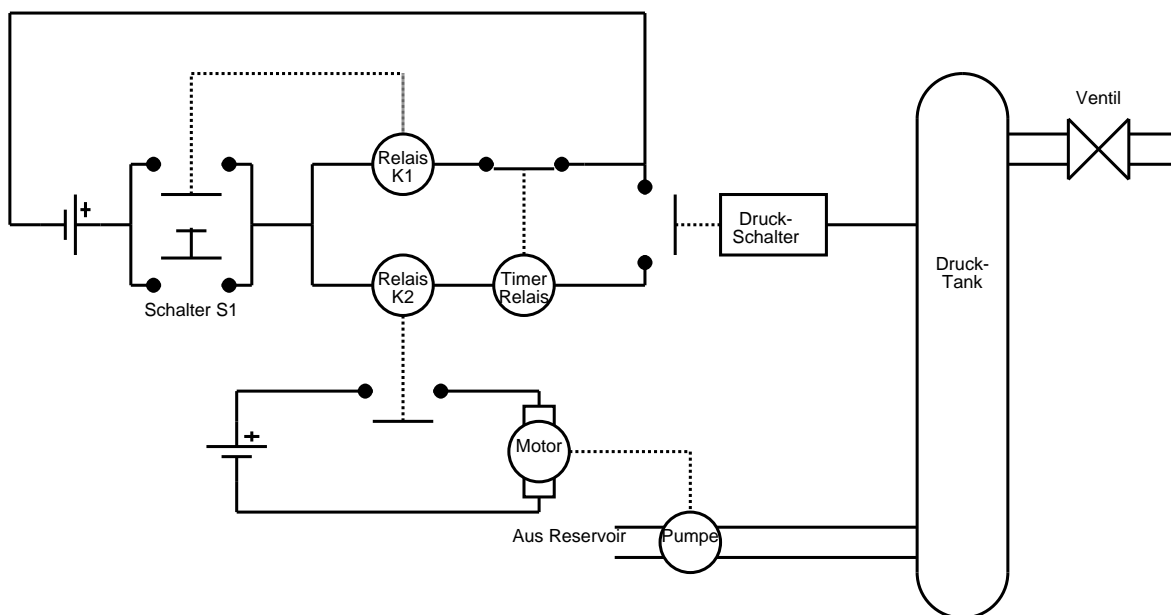 Ventil
Relais
K1
+
Druck-
Schalter
Druck-
Tank
Relais
K2
Timer
Relais
Schalter S1
+
Motor
Aus Reservoir
Pumpe